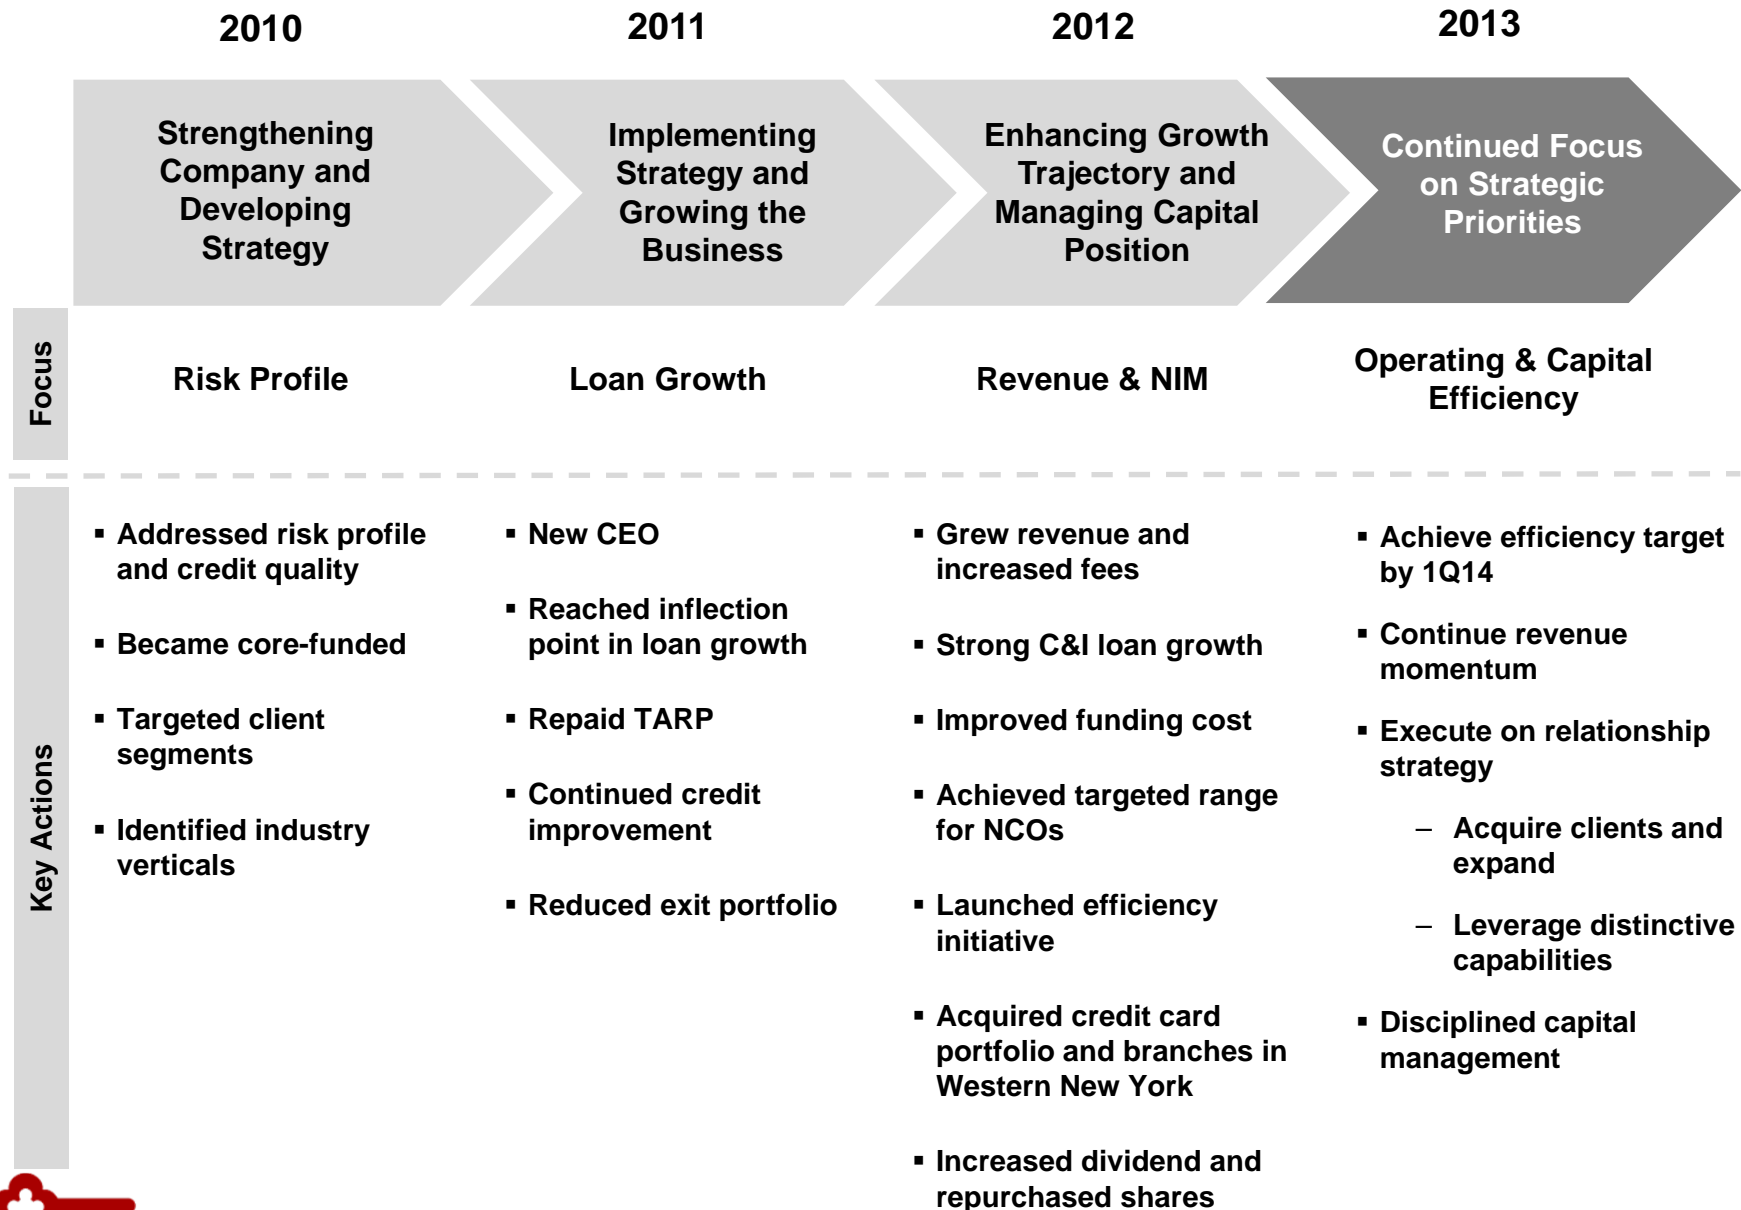 2010
2011
2012
2013
Strengthening
Company and
Developing
Strategy
Implementing
Strategy and
Growing the
Business
Enhancing Growth
Trajectory and
Managing Capital
Position
Continued Focus
on Strategic
Priorities
Focus
Risk Profile
Loan Growth
Revenue & NIM
Operating & Capital
Efficiency
Key Actions
▪ Addressed risk profile
and credit quality
▪ Became core-funded
▪ Targeted client
segments
▪ Identified industry
verticals
▪ New CEO
▪ Reached inflection
point in loan growth
▪ Repaid TARP
▪ Continued credit
improvement
▪ Reduced exit portfolio
▪ Grew revenue and
increased fees
▪ Strong C&I loan growth
▪ Improved funding cost
▪ Achieved targeted range
for NCOs
▪ Launched efficiency
initiative
▪ Acquired credit card
portfolio and branches in
Western New York
▪ Increased dividend and
repurchased shares
▪ Achieve efficiency target
by 1Q14
▪ Continue revenue
momentum
▪ Execute on relationship
strategy
– Acquire clients and
expand
– Leverage distinctive
capabilities
▪ Disciplined capital
management